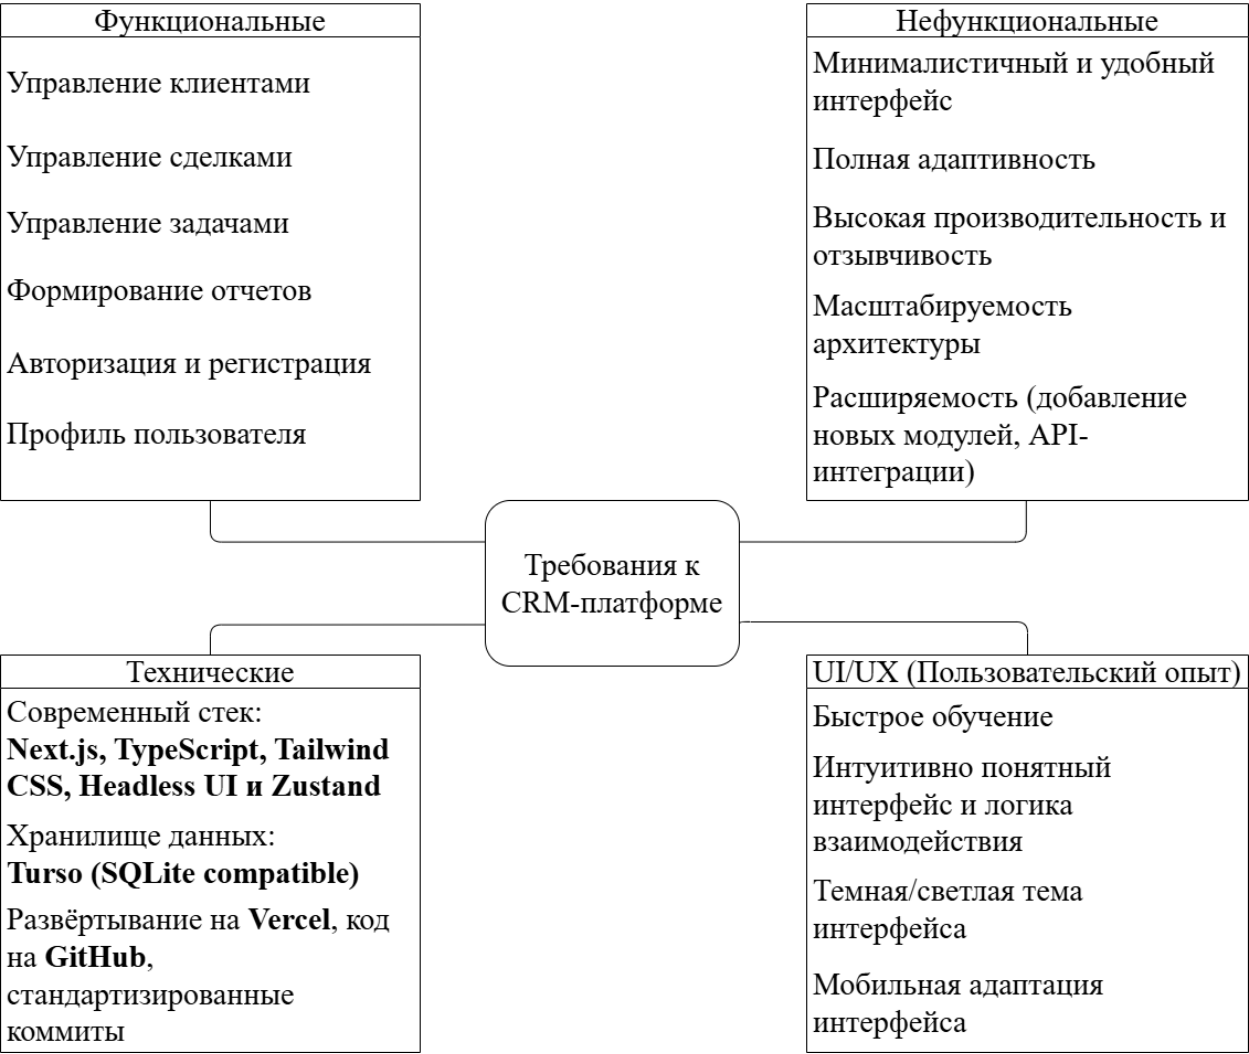 Функциональные
Управление клиентами
Управление сделками
Управление задачами
Формирование отчетов
Авторизация и регистрация
Профиль пользователя
Нефункциональные
Минималистичный и удобный
интерфейс
Полная адаптивность
Высокая производительность и
отзывчивость
Масштабируемость
архитектуры
Расширяемость (добавление
новых модулей, API-
интеграции)
Требования к
CRM-платформе
Технические
Современный стек:
Next.js, TypeScript, Tailwind
CSS, Headless UI и Zustand
Хранилище данных:
Turso (SQLite compatible)
Развёртывание на Vercel, код
на GitHub,
стандартизированные
коммиты
UI/UX (Пользовательский опыт)
Быстрое обучение
Интуитивно понятный
интерфейс и логика
взаимодействия
Темная/светлая тема
интерфейса
Мобильная адаптация
интерфейса